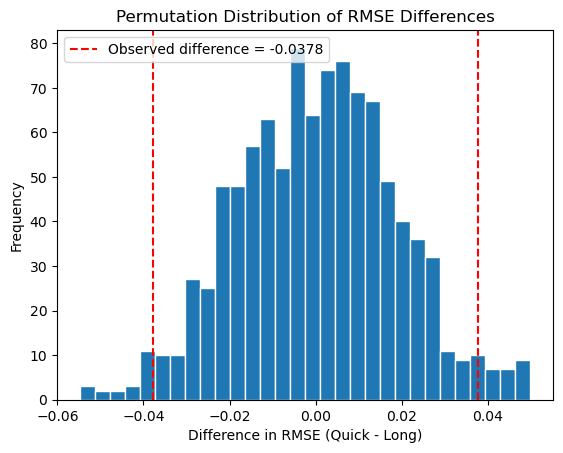 Permutation Distribution of RMSE Differences
Observed difference = -0.0378
80
70
60
50
40
30
20
10
0
Frequency
−0.06 −0.04 −0.02 0.00 0.02 0.04
Difference in RMSE (Quick - Long)